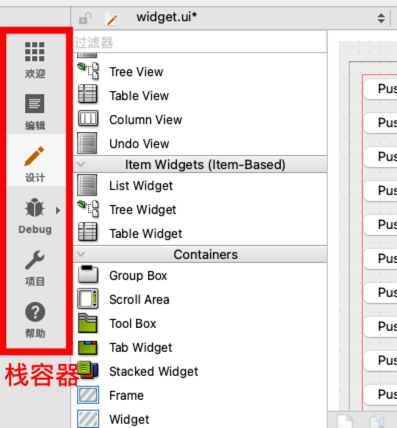 widget.ui*
过滤器
欢迎
编辑
设计
Debug
项目
帮助
栈容器
Tree View
Table View
Column View
Undo View
Item Widgets (Item-Based)
List Widget
Tree Widget
Table Widget
Containers
Group Box
Scroll Area
Tool Box
Tab Widget
Stacked Widget
Frame
Widget
Pus
Pus
Pus
Pus
Pus
Pus
Pus
Pus
Pus
Pus